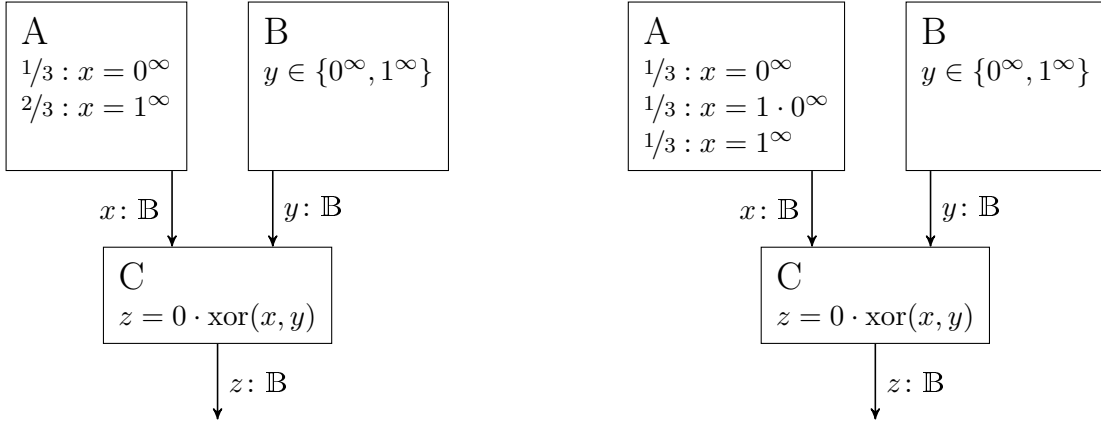 A
1/3 : x = 0^∞
2/3 : x = 1^∞
B
y ∈ {0^∞, 1^∞}
x: 𝔹
y: 𝔹
C
z = 0 · xor(x, y)
z: 𝔹
A
1/3 : x = 0^∞
1/3 : x = 1 · 0^∞
1/3 : x = 1^∞
B
y ∈ {0^∞, 1^∞}
x: 𝔹
y: 𝔹
C
z = 0 · xor(x, y)
z: 𝔹